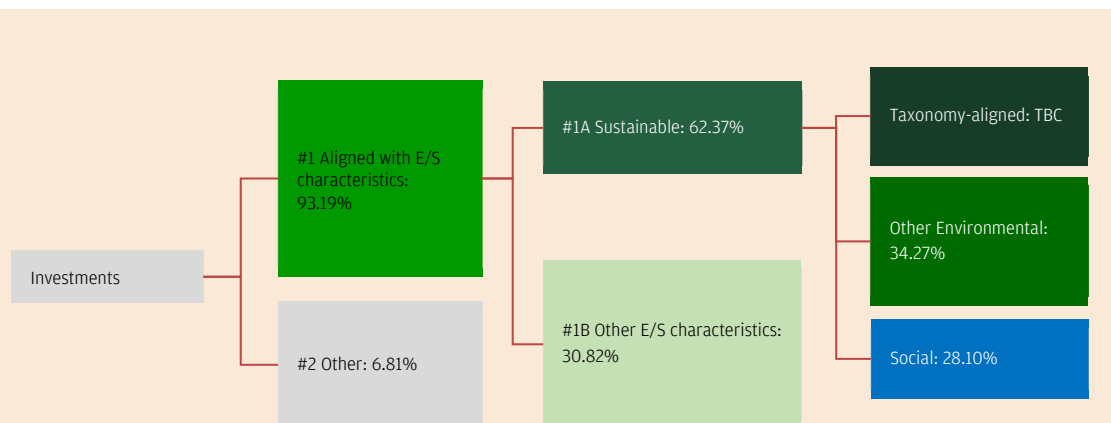 Investments
#1 Aligned with E/S
characteristics:
93.19%
#2 Other: 6.81%
#1A Sustainable: 62.37%
#1B Other E/S characteristics:
30.82%
Taxonomy-aligned: TBC
Other Environmental:
34.27%
Social: 28.10%